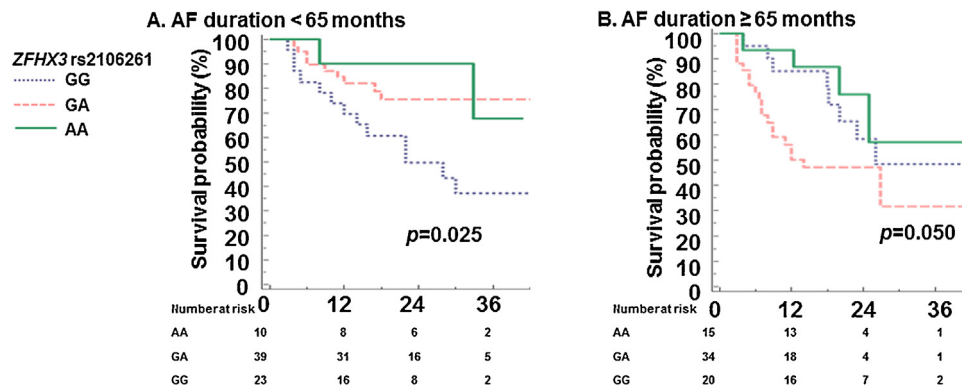 A. AF duration < 65 months
B. AF duration ≥ 65 months
ZFHX3 rs2106261
GG
GA
AA
Survival probability (%)
100
90
80
70
60
50
40
30
20
10
0
p=0.025
0 12 24 36
Number at risk
AA 10 8 6 2
GA 39 31 16 5
GG 23 16 8 2
Survival probability (%)
100
90
80
70
60
50
40
30
20
10
0
p=0.050
0 12 24 36
Number at risk
AA 15 13 4 1
GA 34 18 4 1
GG 20 16 7 2